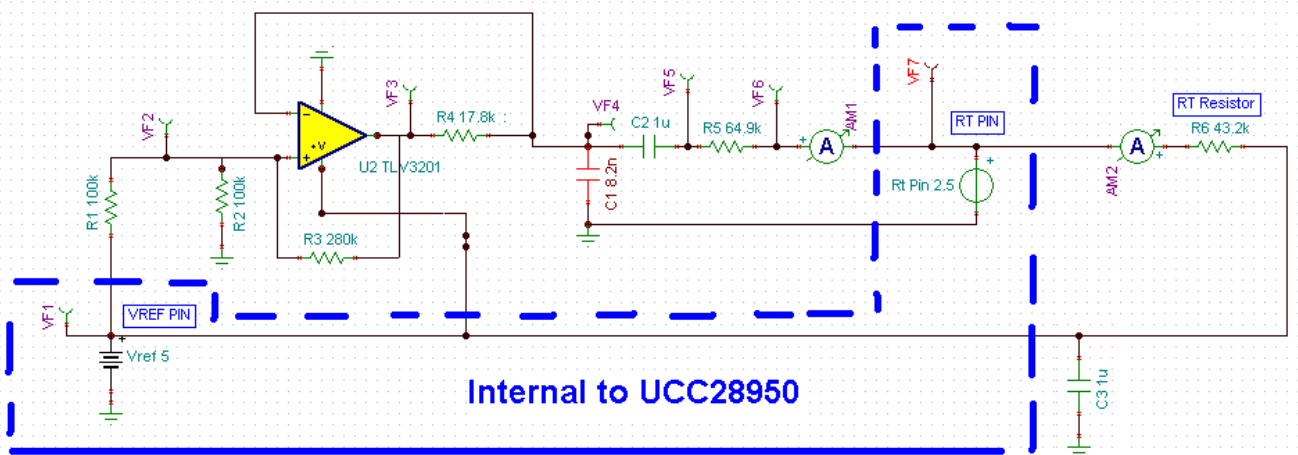 VF2
VF3
R4 17.8k :
U2 TLV3201
+V
R1 100k
R2 100k
R3 280k
VF4
VF5
VF6
C2 1u
R5 64.9k
AM1
A
+
C1 8.2n
VF7
RT PIN
Rt Pin 2.5
+
RT Resistor
R6 43.2k
A
+
AM2
VF1
VREF PIN
+
Vref 5
Internal to UCC28950
C3 1u